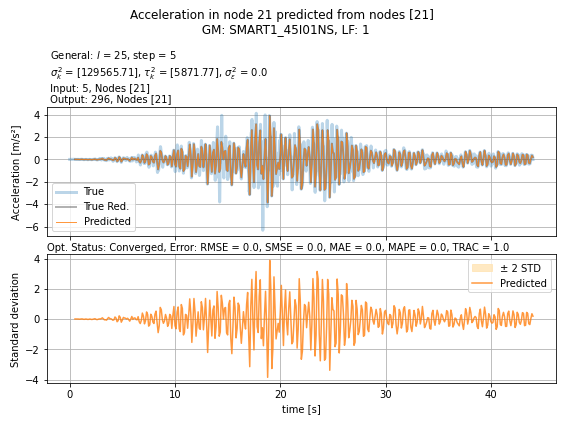 Acceleration in node 21 predicted from nodes [21]
GM: SMART1_45I01NS, LF: 1
General: l = 25, step = 5
σ²ₖ = [129565.71], τ²ₖ = [5871.77], σ²ε = 0.0
Input: 5, Nodes [21]
Output: 296, Nodes [21]
4
2
0
−2
−4
−6
Acceleration [m/s²]
True
True Red.
Predicted
Opt. Status: Converged, Error: RMSE = 0.0, SMSE = 0.0, MAE = 0.0, MAPE = 0.0, TRAC = 1.0
4
2
0
−2
−4
Standard deviation
± 2 STD
Predicted
0 10 20 30 40
time [s]